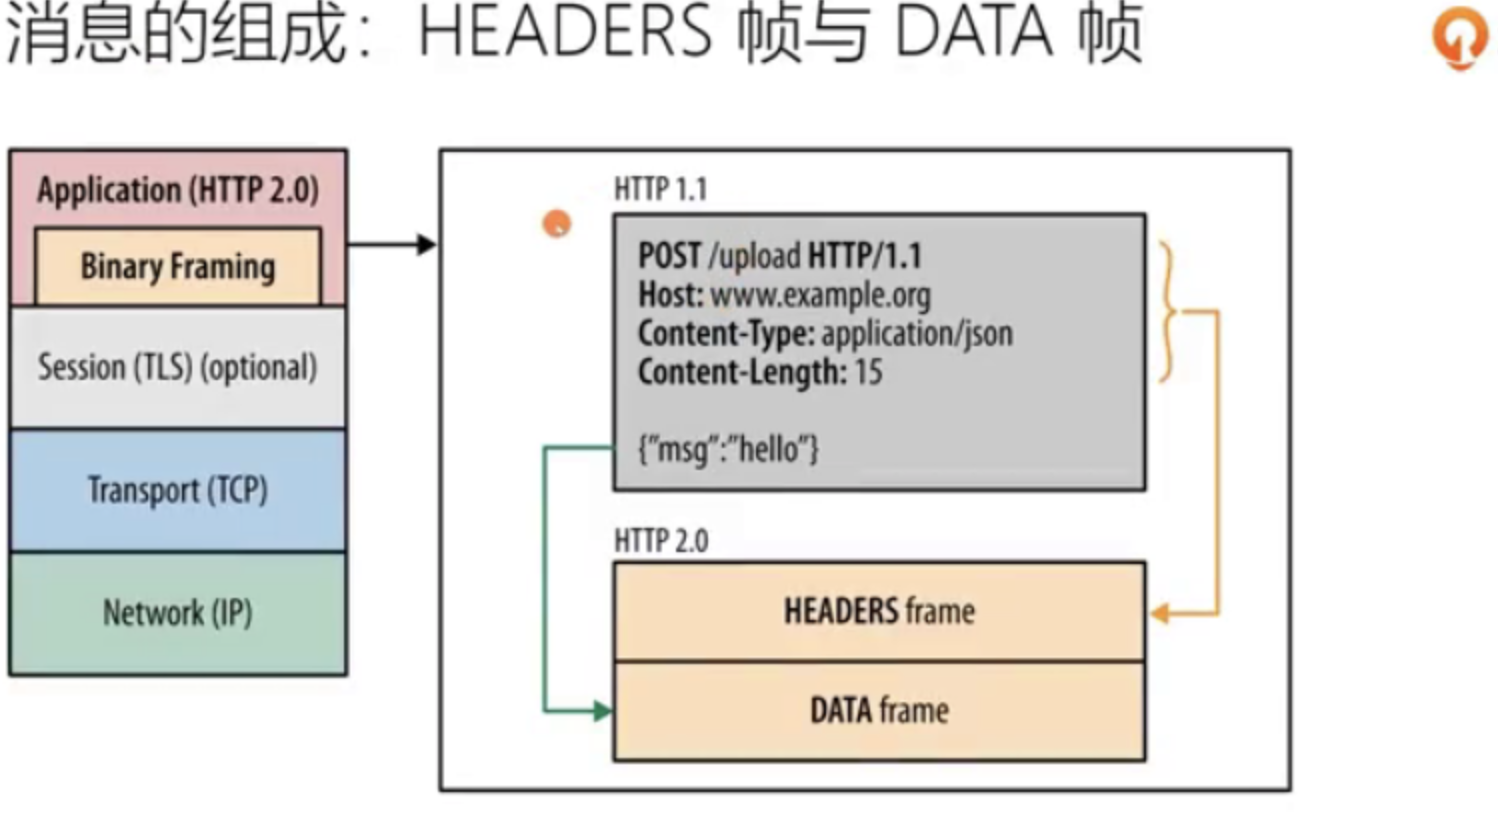 消息的组成：HEADERS 帧与 DATA 帧
Application (HTTP 2.0)
Binary Framing
Session (TLS) (optional)
Transport (TCP)
Network (IP)
HTTP 1.1
POST /upload HTTP/1.1
Host: www.example.org
Content-Type: application/json
Content-Length: 15
{"msg":"hello"}
HTTP 2.0
HEADERS frame
DATA frame